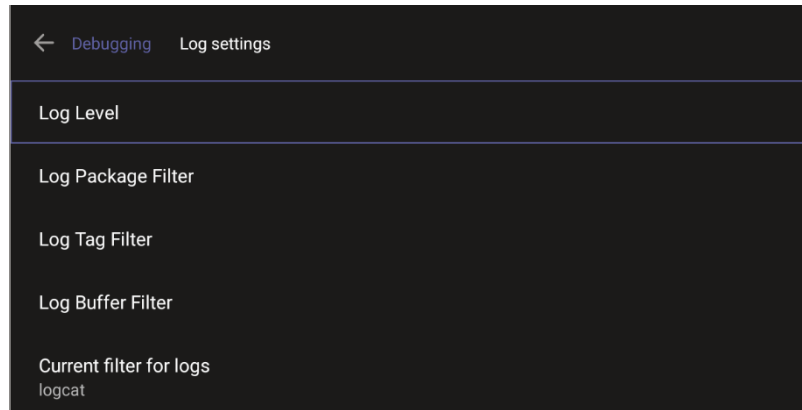 Debugging Log settings
Log Level
Log Package Filter
Log Tag Filter
Log Buffer Filter
Current filter for logs
logcat